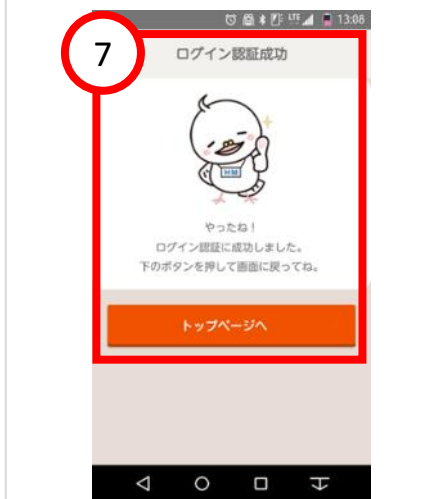 LTE 13:08
7
ログイン認証成功
HM
やったね！
ログイン認証に成功しました。
下のボタンを押して画面に戻ってね。
トップページへ